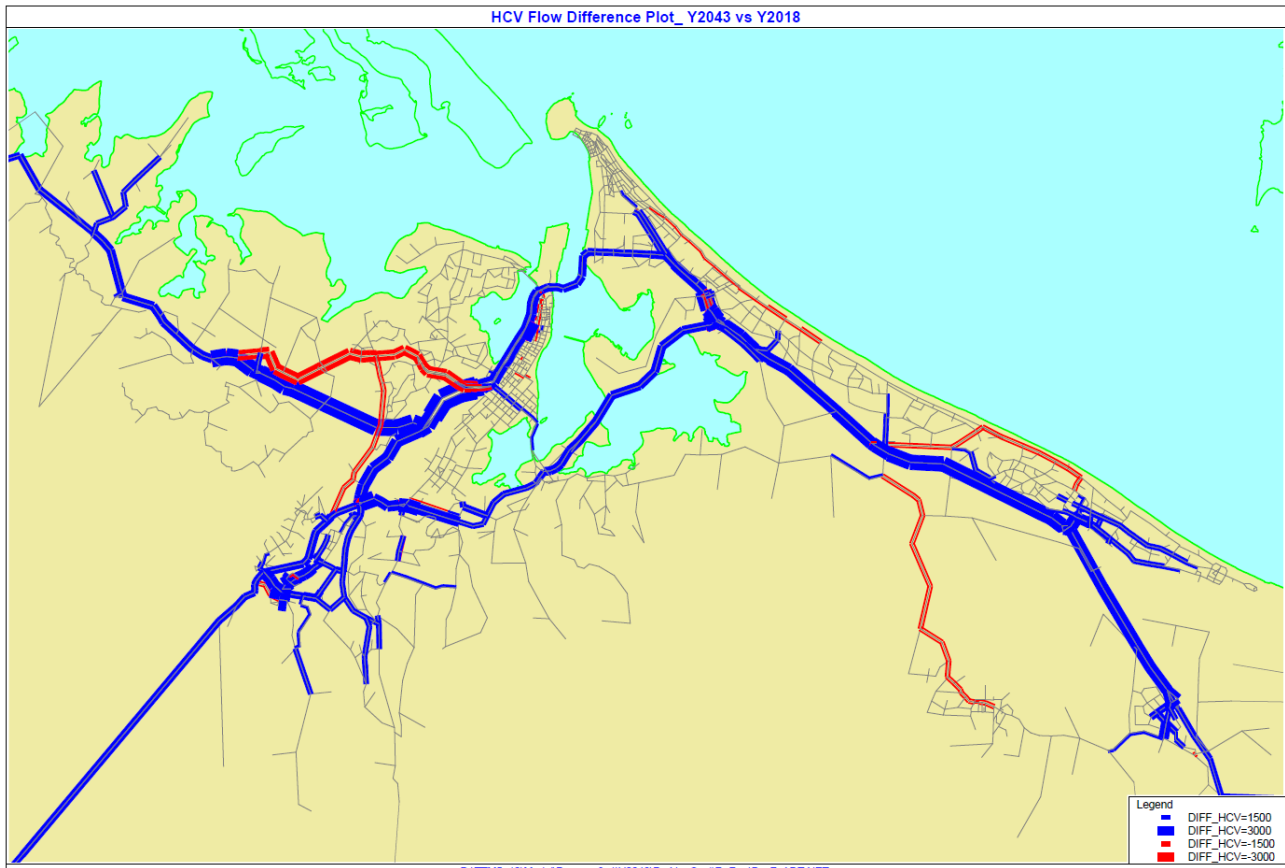 HCV Flow Difference Plot_ Y2043 vs Y2018
Legend
DIFF_HCV=1500
DIFF_HCV=3000
DIFF_HCV=-1500
DIFF_HCV=-3000